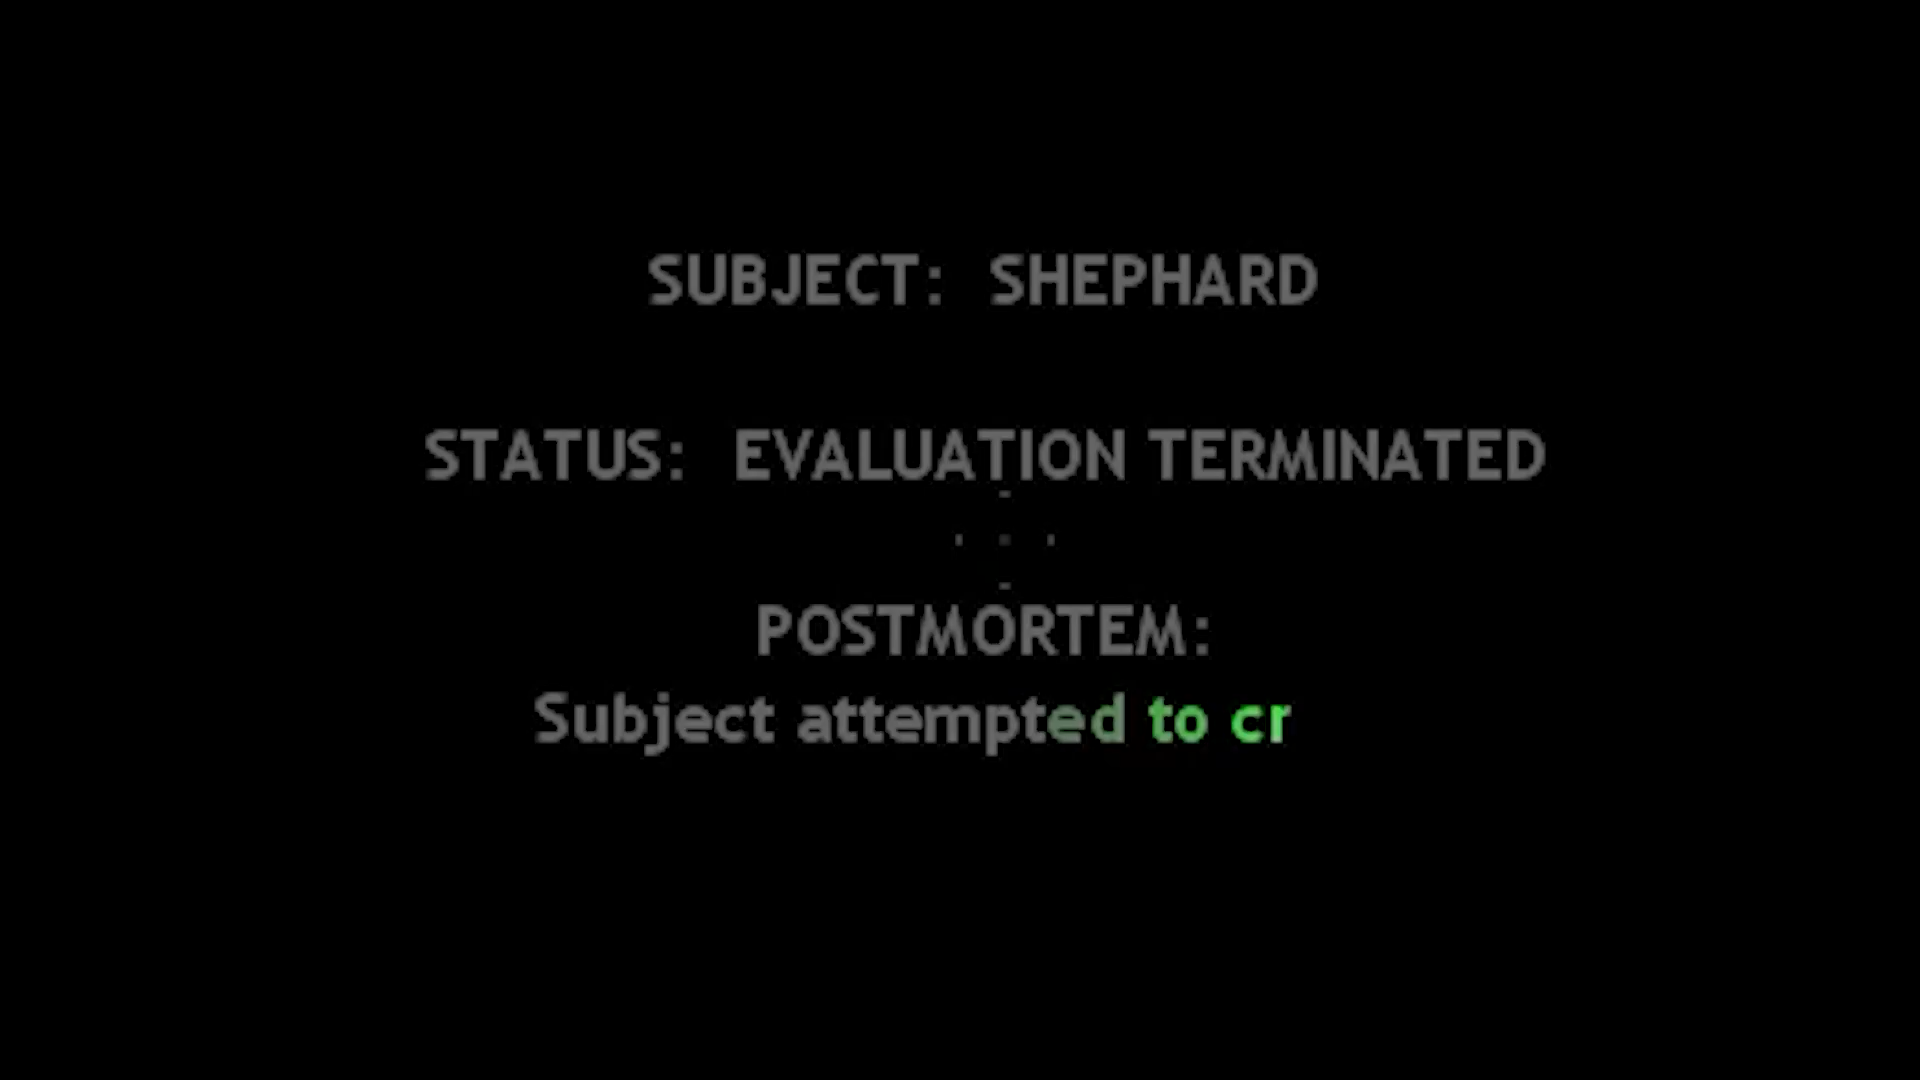 SUBJECT: SHEPHARD
STATUS: EVALUATION TERMINATED
POSTMORTEM:
Subject attempted to cr